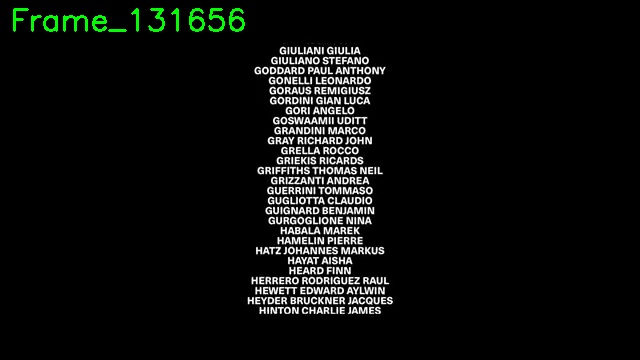 Frame_131656
GIULIANI GIULIA
GIULIANO STEFANO
GODDARD PAUL ANTHONY
GONELLI LEONARDO
GORAUS REMIGIUSZ
GORDINI GIAN LUCA
GORI ANGELO
GOSWAAMII UDITT
GRANDINI MARCO
GRAY RICHARD JOHN
GRELLA ROCCO
GRIEKIS RICARDS
GRIFFITHS THOMAS NEIL
GRIZZANTI ANDREA
GUERRINI TOMMASO
GUGLIOTTA CLAUDIO
GUIGNARD BENJAMIN
GURGOGLIONE NINA
HABALA MAREK
HAMELIN PIERRE
HATZ JOHANNES MARKUS
HAYAT AISHA
HEARD FINN
HERRERO RODRIGUEZ RAUL
HEWETT EDWARD AYLWIN
HEYDER BRUCKNER JACQUES
HINTON CHARLIE JAMES